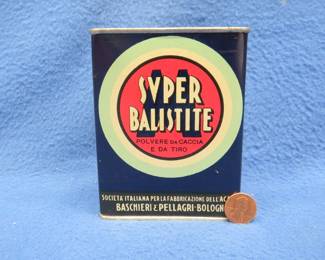 SVPER
BALISTITE
POLVERE DA CACCIA
E DA TIRO
SOCIETA ITALIANA PER LA FABBRICAZIONE DELL'AC
BASCHIERI & PELLAGRI-BOLOGN